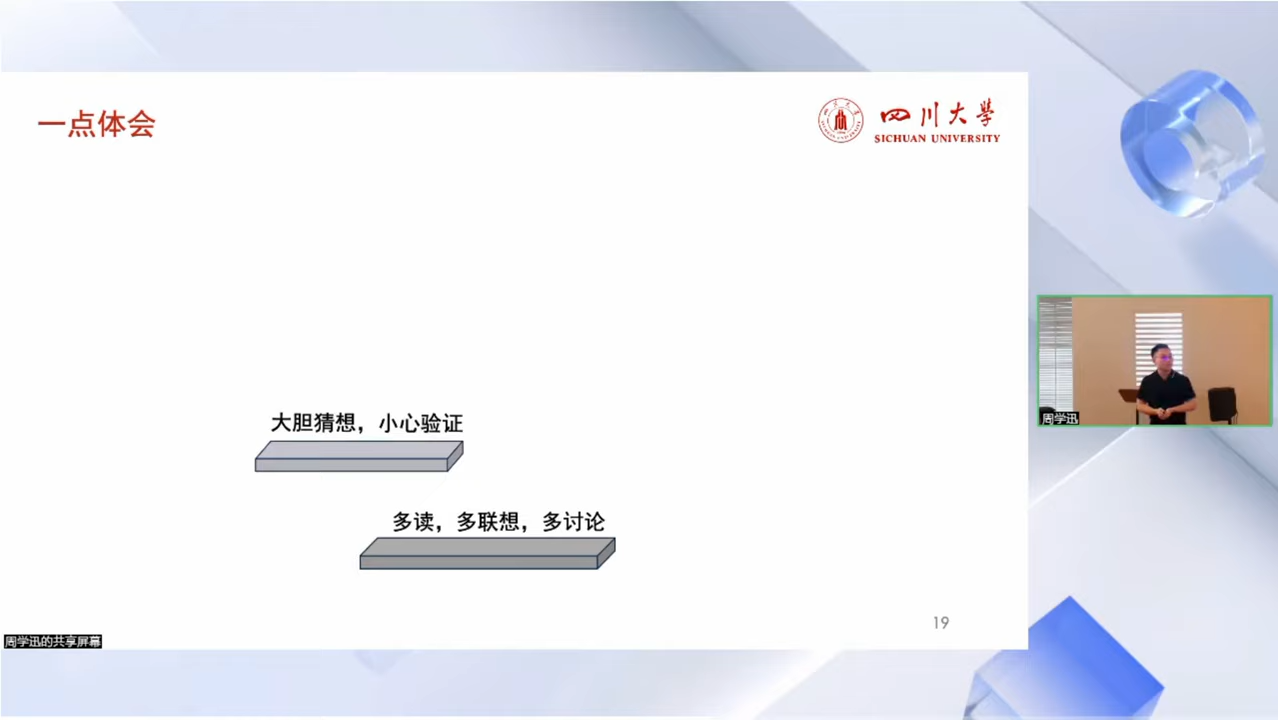 一点体会
四川大学
SICHUAN UNIVERSITY
大胆猜想，小心验证
多读，多联想，多讨论
19
周学迅
周学迅的共享屏幕